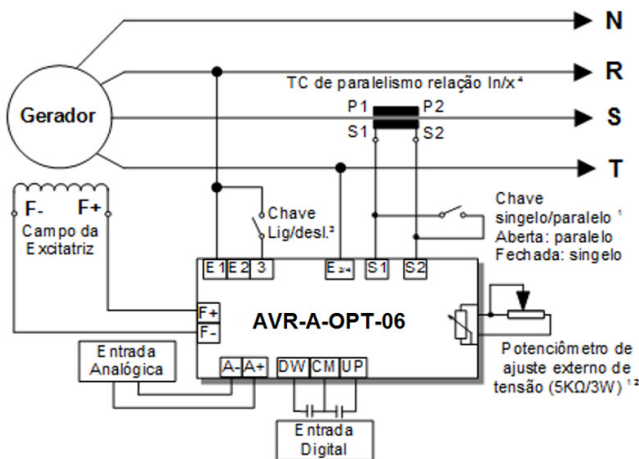 N
R
TC de paralelismo relação In/x⁴
P1 P2
Gerador
S
S1 S2
T
F- F+
Campo da
Excitatriz
Chave
Lig/desl.³
Chave
singelo/paralelo ¹
Aberta: paralelo
Fechada: singelo
E1 E2 3 E2/4 S1 S2
F+
F-
AVR-A-OPT-06
Entrada
Analógica
A- A+ DW CM UP
Potenciômetro de
ajuste externo de
tensão (5KΩ/3W) ¹ ²
Entrada
Digital